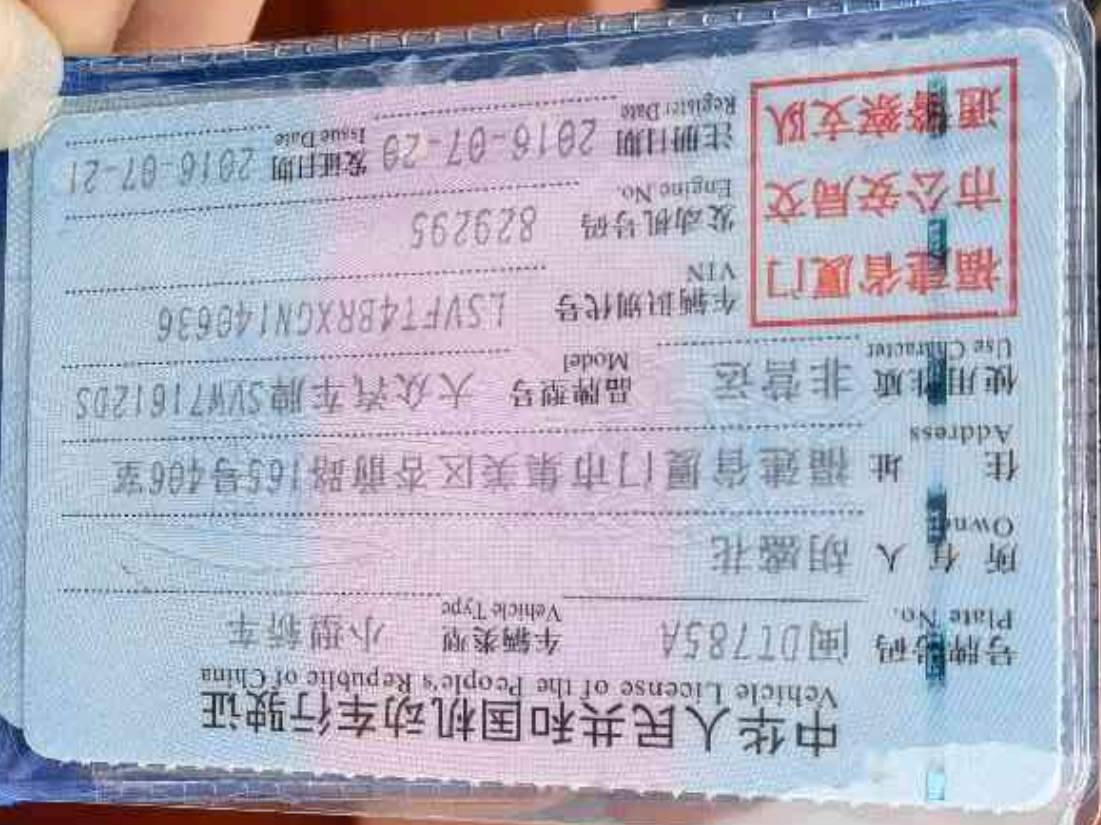 中华人民共和国机动车行驶证
Vehicle License of the People's Republic of China
号牌号码 闽DT785A 车辆类型 小型轿车
Plate No. Vehicle Type
所有人 胡盛花
Owner
住址 福建省厦门市集美区杏前路165号406室
Address
使用性质 非营运 品牌型号 大众汽车牌SVW71612DS
Use Character Model
福建省厦门
市公安局交
通警察支队
车辆识别代号 LSVFT4BRXGN140636
VIN
发动机号码 829295
Engine No.
注册日期 2016-07-20 发证日期 2016-07-21
Register Date Issue Date